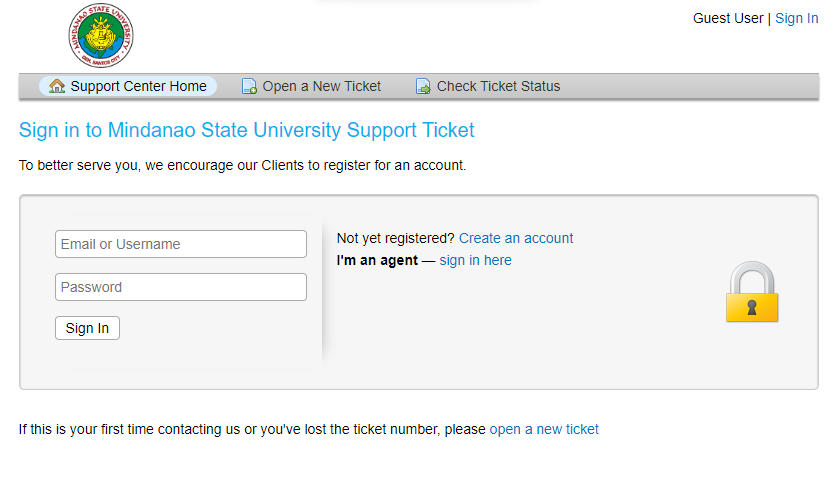 MINDANAO STATE UNIVERSITY
GEN. SANTOS CITY
Guest User | Sign In
Support Center Home
Open a New Ticket
Check Ticket Status
Sign in to Mindanao State University Support Ticket
To better serve you, we encourage our Clients to register for an account.
Email or Username
Password
Sign In
Not yet registered? Create an account
I'm an agent — sign in here
If this is your first time contacting us or you've lost the ticket number, please open a new ticket